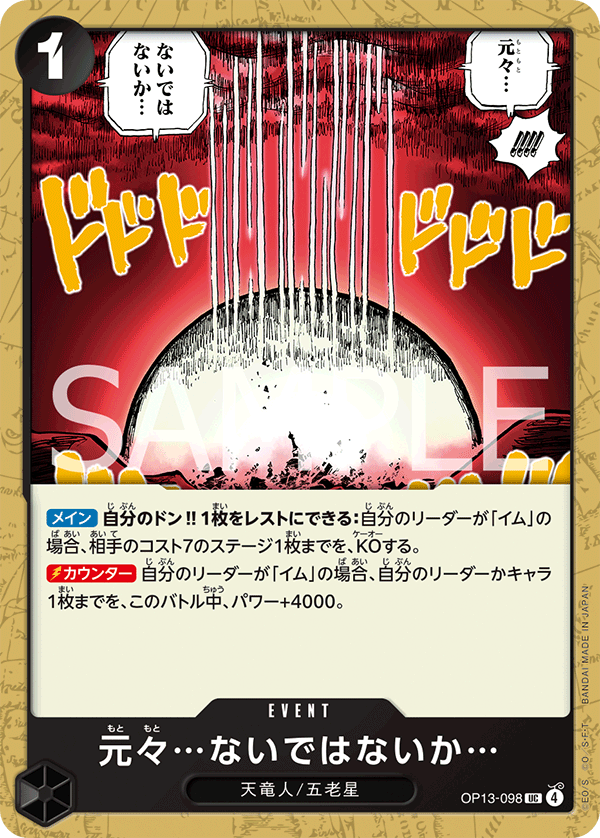 1
元々…
ないでは
ないか…
!!!!
ドドド
ドドド
SAMPLE
メイン 自分のドン!! 1枚をレストにできる：自分のリーダーが「イム」の
場合、相手のコスト7のステージ1枚までを、KOする。
カウンター 自分のリーダーが「イム」の場合、自分のリーダーかキャラ
1枚までを、このバトル中、パワー+4000。
EVENT
元々…ないではないか…
天竜人/五老星
OP13-098 UC 4
©E.O./S. ©O. S.-F.-T. BANDAI MADE IN JAPAN